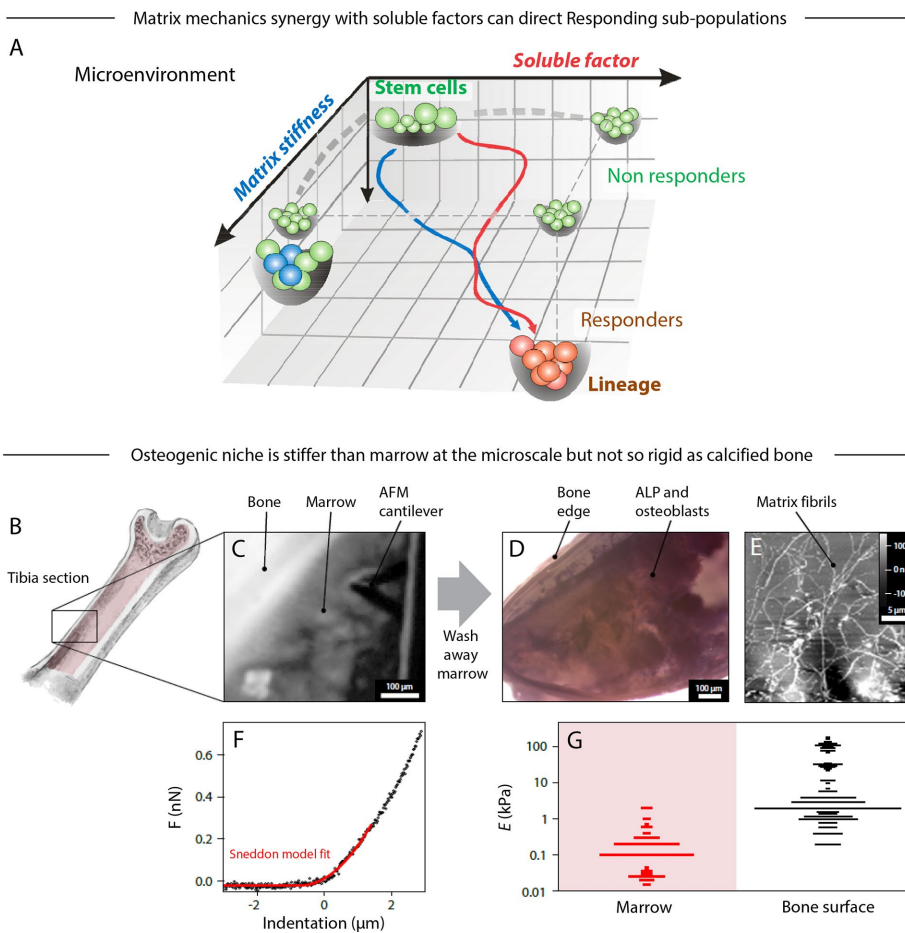 Matrix mechanics synergy with soluble factors can direct Responding sub-populations
A
Microenvironment
Soluble factor
Stem cells
Matrix stiffness
Non responders
Responders
Lineage
Osteogenic niche is stiffer than marrow at the microscale but not so rigid as calcified bone
B
Tibia section
Bone
Marrow
AFM
cantilever
C
100 μm
Wash
away
marrow
Bone
edge
ALP and
osteoblasts
D
100 μm
Matrix fibrils
E
100
0 n
-10
5 μm
F
F (nN)
0.6
0.4
0.2
0.0
Sneddon model fit
-2
0
2
Indentation (μm)
G
E (kPa)
100
10
1
0.1
0.01
Marrow
Bone surface